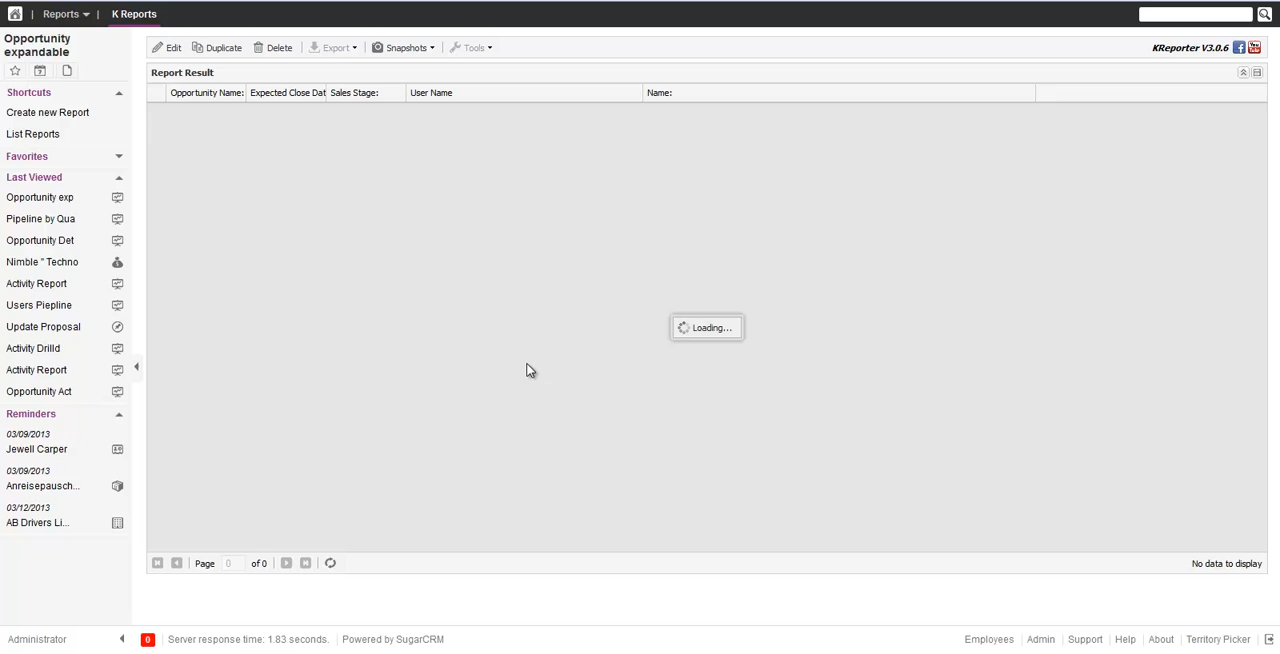 Reports
K Reports
Opportunity
expandable
Edit Duplicate Delete Export Snapshots Tools
KReporter V3.0.6
Report Result
Opportunity Name: Expected Close Dat Sales Stage: User Name Name:
Shortcuts
Create new Report
List Reports
Favorites
Last Viewed
Opportunity exp
Pipeline by Qua
Opportunity Det
Nimble " Techno
Activity Report
Users Piepline
Update Proposal
Activity Drilld
Activity Report
Opportunity Act
Reminders
03/09/2013
Jewell Carper
03/09/2013
Anreisepausch...
03/12/2013
AB Drivers Li...
Loading...
Page 0 of 0
No data to display
Administrator
0
Server response time: 1.83 seconds.
Powered by SugarCRM
Employees Admin Support Help About Territory Picker